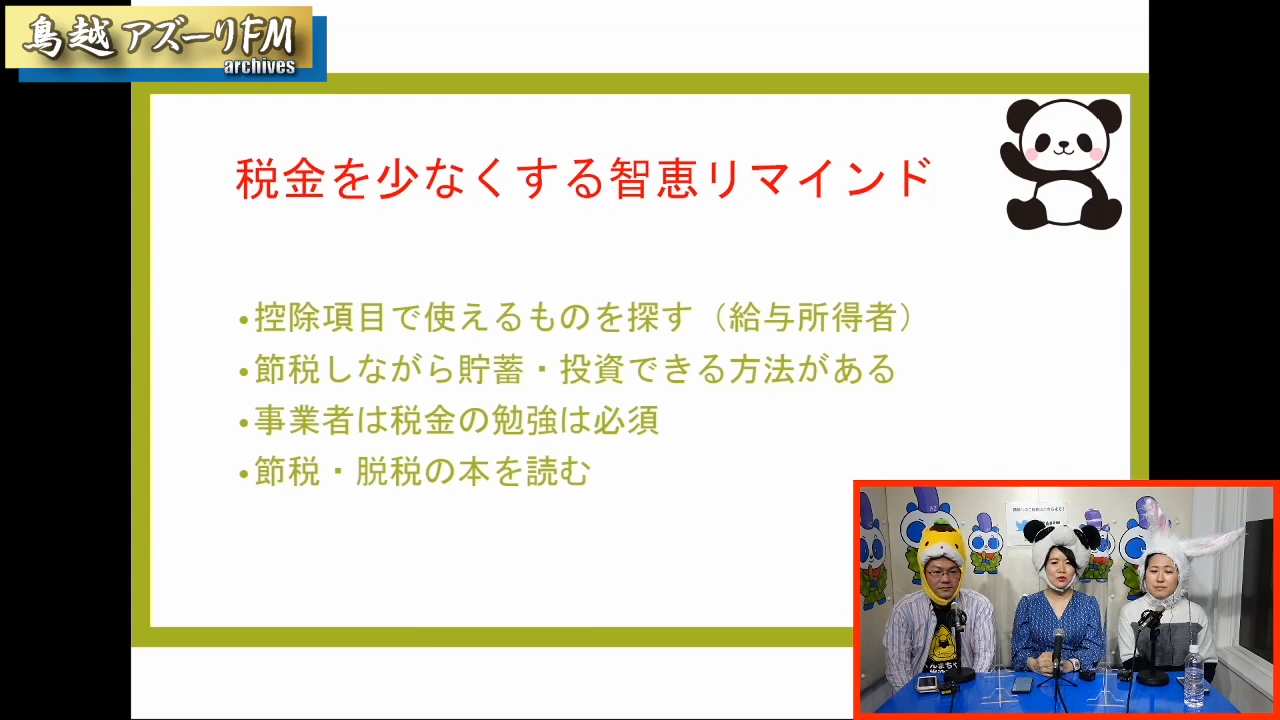 鳥越アズーリFM
archives
税金を少なくする智恵リマインド
•控除項目で使えるものを探す（給与所得者）
•節税しながら貯蓄・投資できる方法がある
•事業者は税金の勉強は必須
•節税・脱税の本を読む